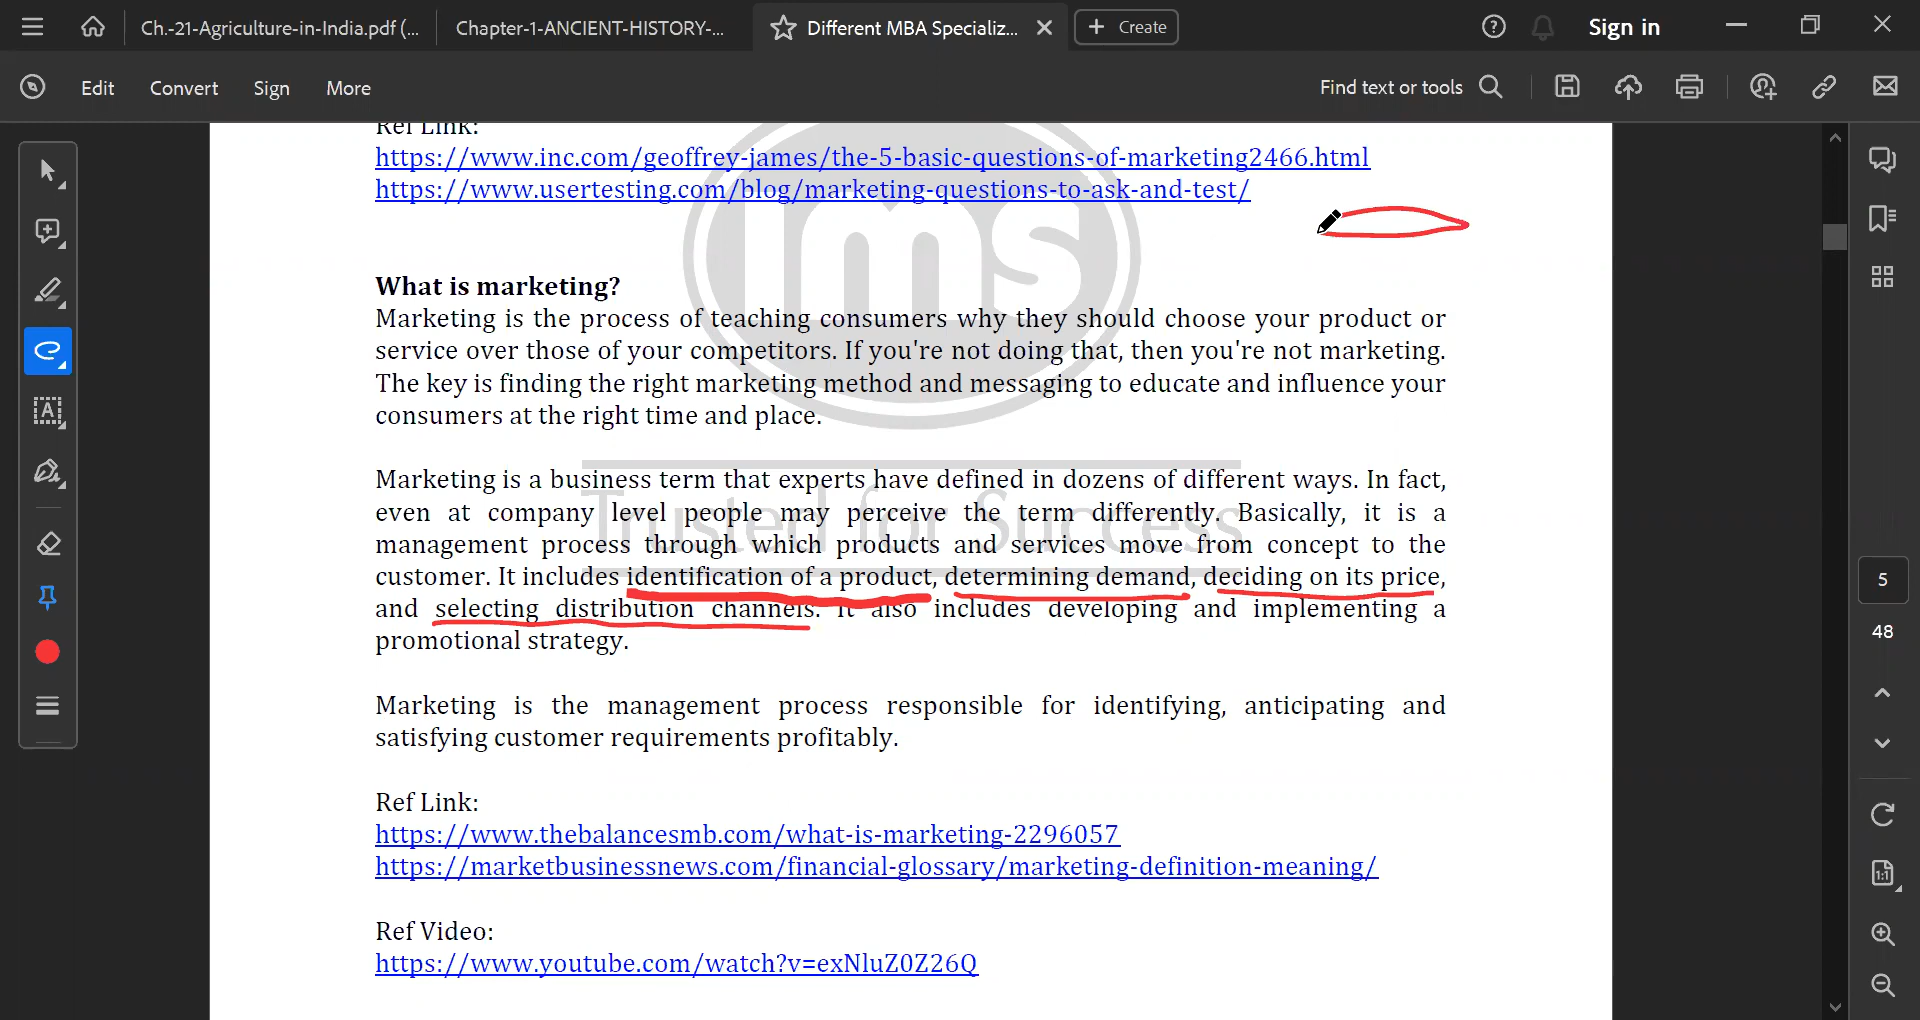 Ch.-21-Agriculture-in-India.pdf (...
Chapter-1-ANCIENT-HISTORY-...
Different MBA Specializ...
Create
Sign in
Edit
Convert
Sign
More
Find text or tools
Ref Link:
https://www.inc.com/geoffrey-james/the-5-basic-questions-of-marketing2466.html
https://www.usertesting.com/blog/marketing-questions-to-ask-and-test/
ms
What is marketing?
Marketing is the process of teaching consumers why they should choose your product or
service over those of your competitors. If you're not doing that, then you're not marketing.
The key is finding the right marketing method and messaging to educate and influence your
consumers at the right time and place.
Marketing is a business term that experts have defined in dozens of different ways. In fact,
even at company level people may perceive the term differently. Basically, it is a
management process through which products and services move from concept to the
customer. It includes identification of a product, determining demand, deciding on its price,
and selecting distribution channels. It also includes developing and implementing a
promotional strategy.
Trusted for Success
Marketing is the management process responsible for identifying, anticipating and
satisfying customer requirements profitably.
Ref Link:
https://www.thebalancesmb.com/what-is-marketing-2296057
https://marketbusinessnews.com/financial-glossary/marketing-definition-meaning/
Ref Video:
https://www.youtube.com/watch?v=exNluZ0Z26Q
5
48
1:1